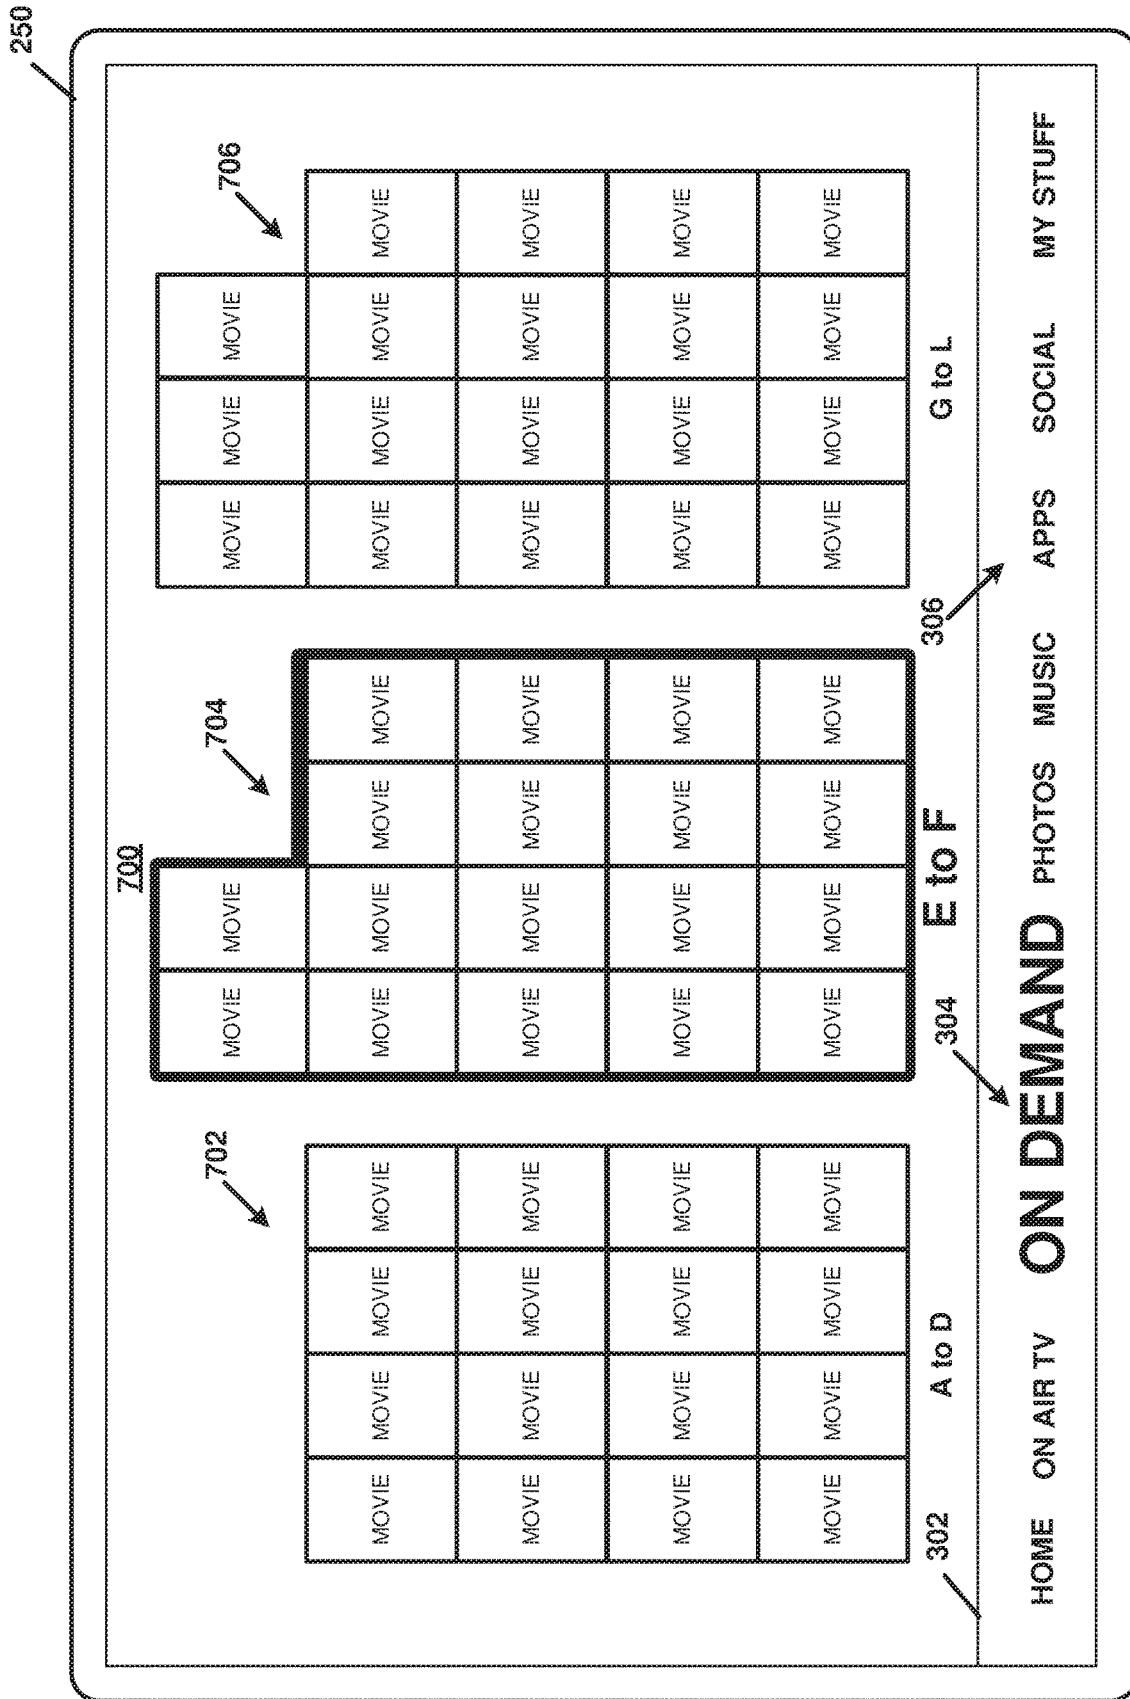 250
700
702 704 706
MOVIE MOVIE MOVIE MOVIE MOVIE
MOVIE MOVIE MOVIE MOVIE MOVIE MOVIE MOVIE MOVIE MOVIE MOVIE MOVIE MOVIE
MOVIE MOVIE MOVIE MOVIE MOVIE MOVIE MOVIE MOVIE MOVIE MOVIE MOVIE MOVIE
MOVIE MOVIE MOVIE MOVIE MOVIE MOVIE MOVIE MOVIE MOVIE MOVIE MOVIE MOVIE
MOVIE MOVIE MOVIE MOVIE MOVIE MOVIE MOVIE MOVIE MOVIE MOVIE MOVIE MOVIE
302 A to D 304 E to F 306 G to L
HOME ON AIR TV ON DEMAND PHOTOS MUSIC APPS SOCIAL MY STUFF